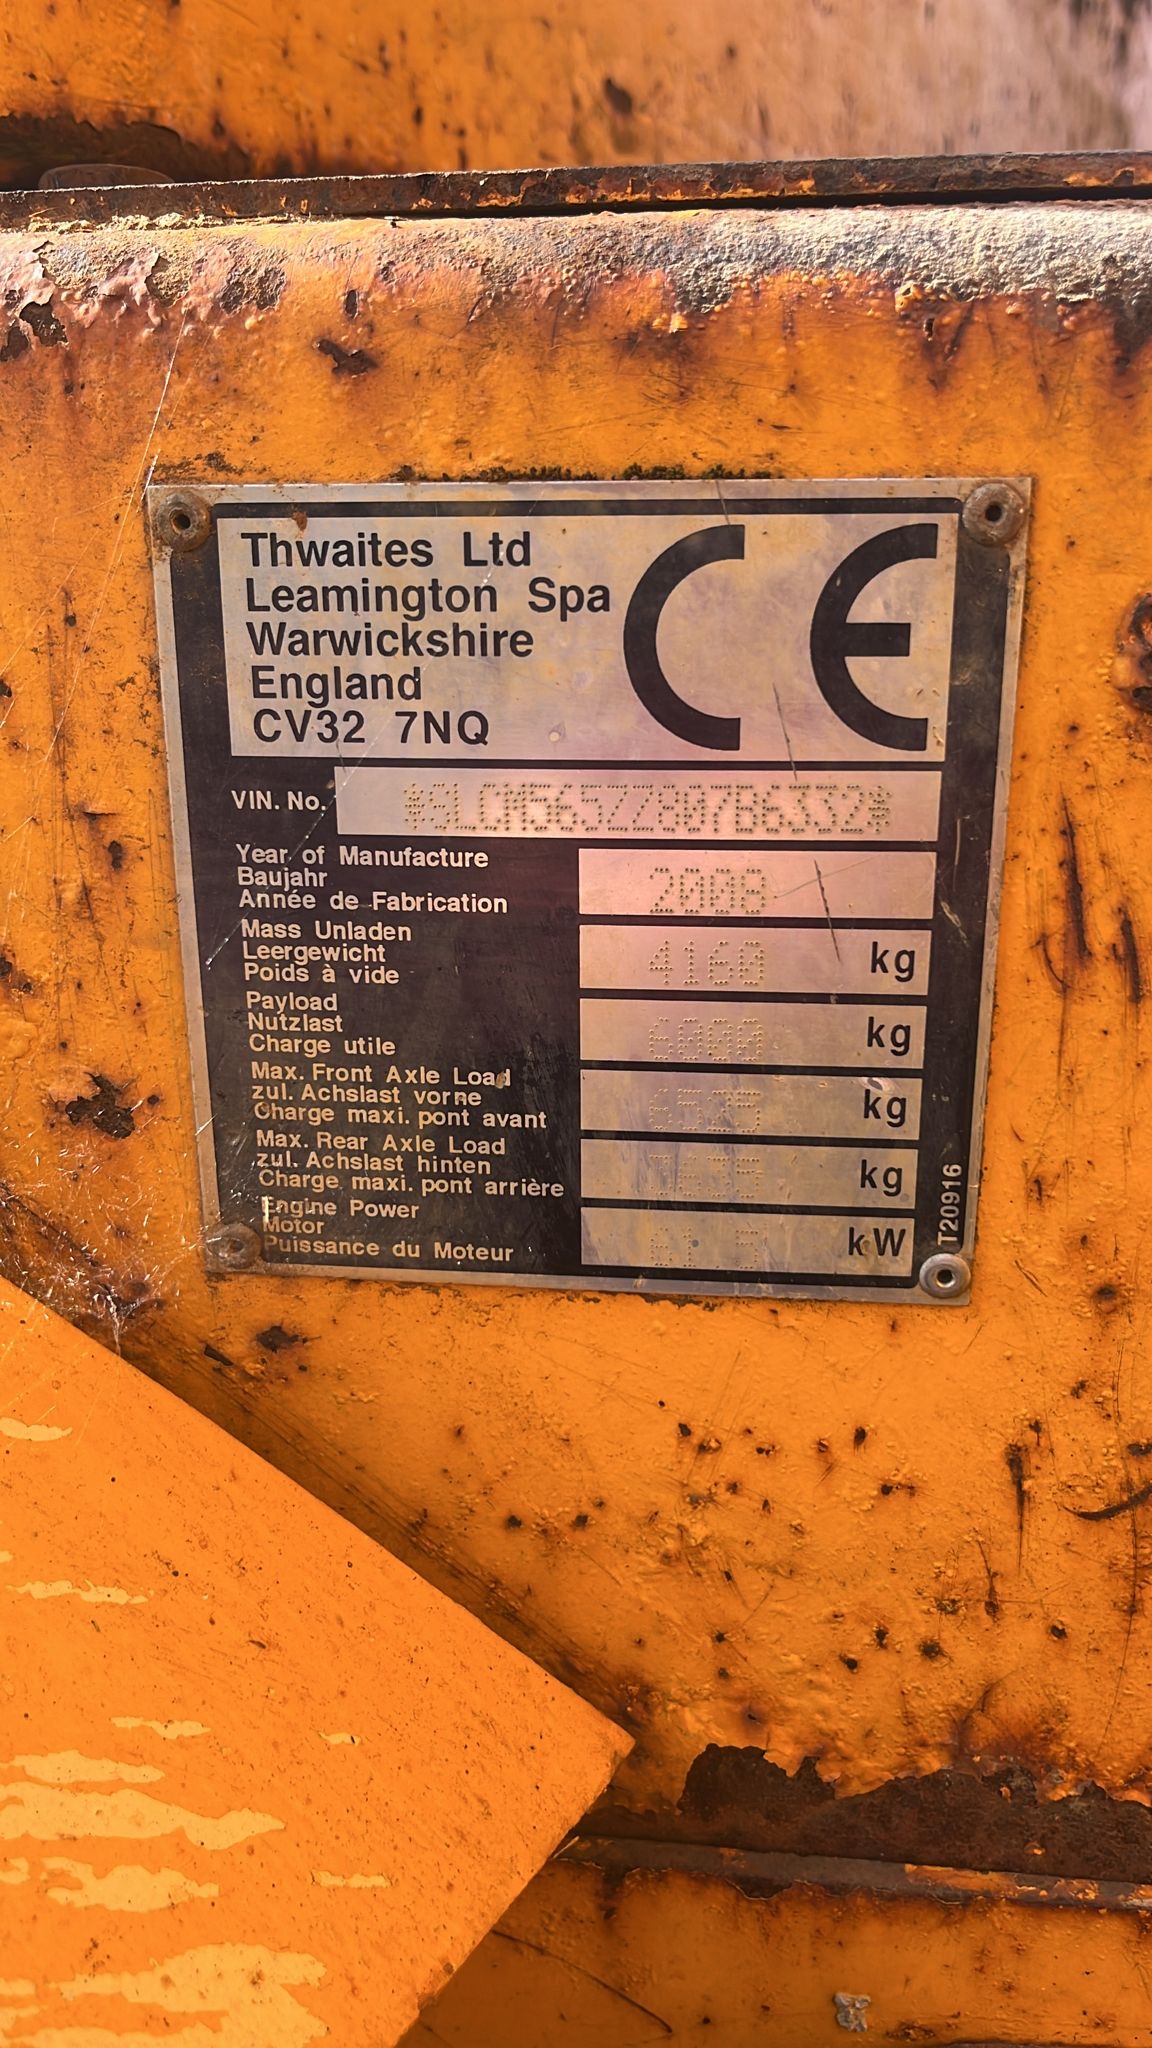 Thwaites Ltd
Leamington Spa
Warwickshire
England
CV32 7NQ
CE
VIN. No.
Year of Manufacture
Baujahr
Année de Fabrication
2008
Mass Unladen
Leergewicht
Poids à vide
4160 kg
Payload
Nutzlast
Charge utile
6000 kg
Max. Front Axle Load
zul. Achslast vorne
Charge maxi. pont avant
kg
Max. Rear Axle Load
zul. Achslast hinten
Charge maxi. pont arrière
kg
Engine Power
Motor
Puissance du Moteur
kW
T20916